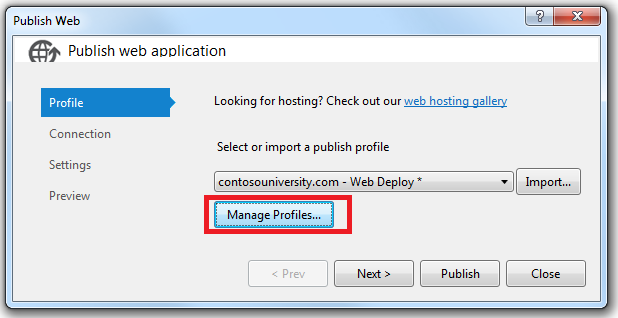 Publish Web
Publish web application
Profile
Connection
Settings
Preview
Looking for hosting? Check out our web hosting gallery
Select or import a publish profile
contosouniversity.com - Web Deploy *
Import...
Manage Profiles...
< Prev
Next >
Publish
Close